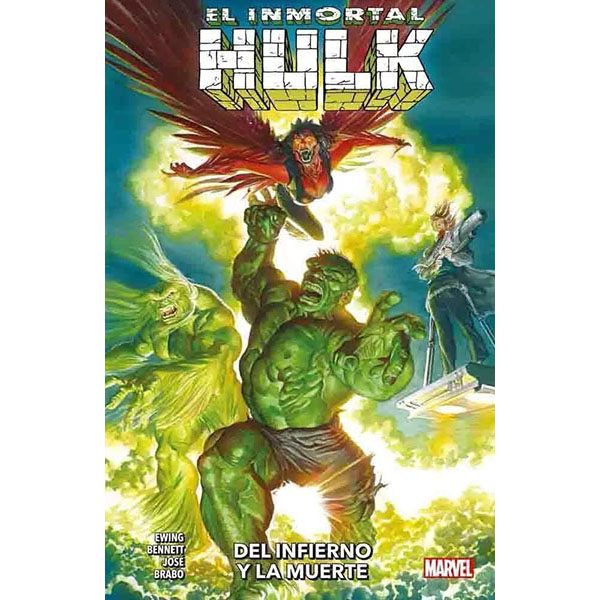 EL INMORTAL
HULK
EWING
BENNETT
JOSÉ
BRABO
DEL INFIERNO
Y LA MUERTE
MARVEL